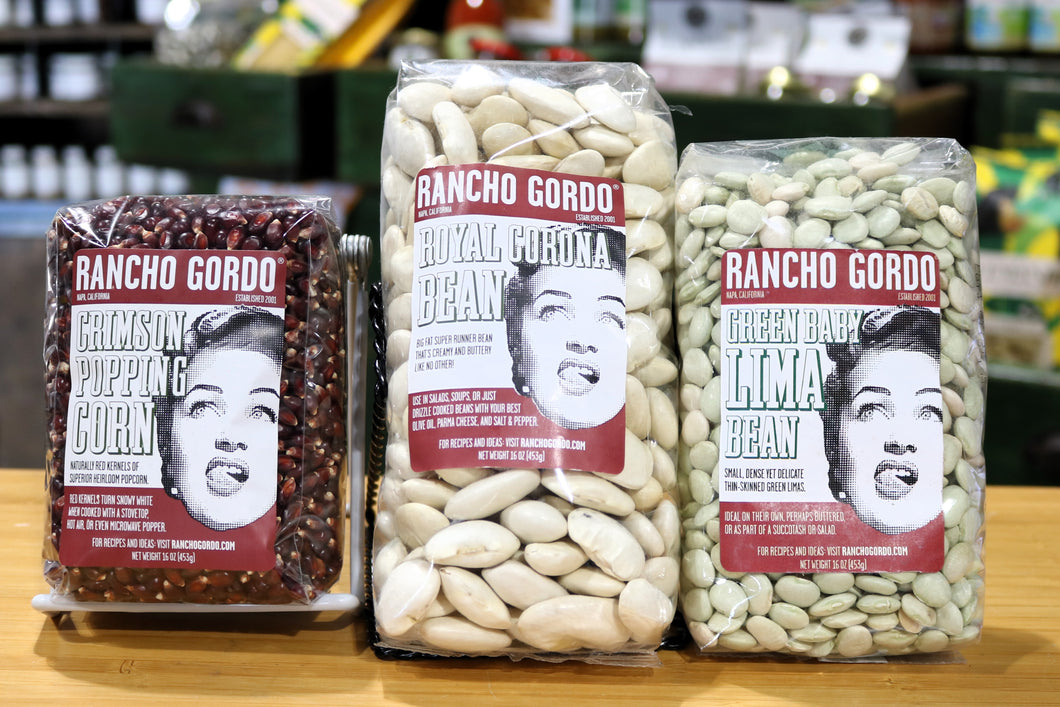 RANCHO GORDO®
NAPA, CALIFORNIA ESTABLISHED 2001
CRIMSON
POPPING
CORN
NATURALLY RED KERNELS OF
SUPERIOR HEIRLOOM POPCORN.
RED KERNELS TURN SNOWY WHITE
WHEN COOKED WITH A STOVETOP,
HOT AIR, OR EVEN MICROWAVE POPPER.
FOR RECIPES AND IDEAS: VISIT RANCHOGORDO.COM
NET WEIGHT 16 OZ (453g)
RANCHO GORDO®
NAPA, CALIFORNIA ESTABLISHED 2001
ROYAL CORONA
BEAN
BIG FAT SUPER RUNNER BEAN
THAT'S CREAMY AND BUTTERY
LIKE NO OTHER!
USE IN SALADS, SOUPS, OR JUST
DRIZZLE COOKED BEANS WITH YOUR BEST
OLIVE OIL, PARMA CHEESE, AND SALT & PEPPER.
FOR RECIPES AND IDEAS: VISIT RANCHOGORDO.COM
NET WEIGHT 16 OZ (453g)
RANCHO GORDO®
NAPA, CALIFORNIA ESTABLISHED 2001
GREEN BABY
LIMA
BEAN
SMALL, DENSE YET DELICATE
THIN-SKINNED GREEN LIMAS.
IDEAL ON THEIR OWN, PERHAPS BUTTERED,
OR AS PART OF A SUCCOTASH OR SALAD.
FOR RECIPES AND IDEAS: VISIT RANCHOGORDO.COM
NET WEIGHT 16 OZ (453g)